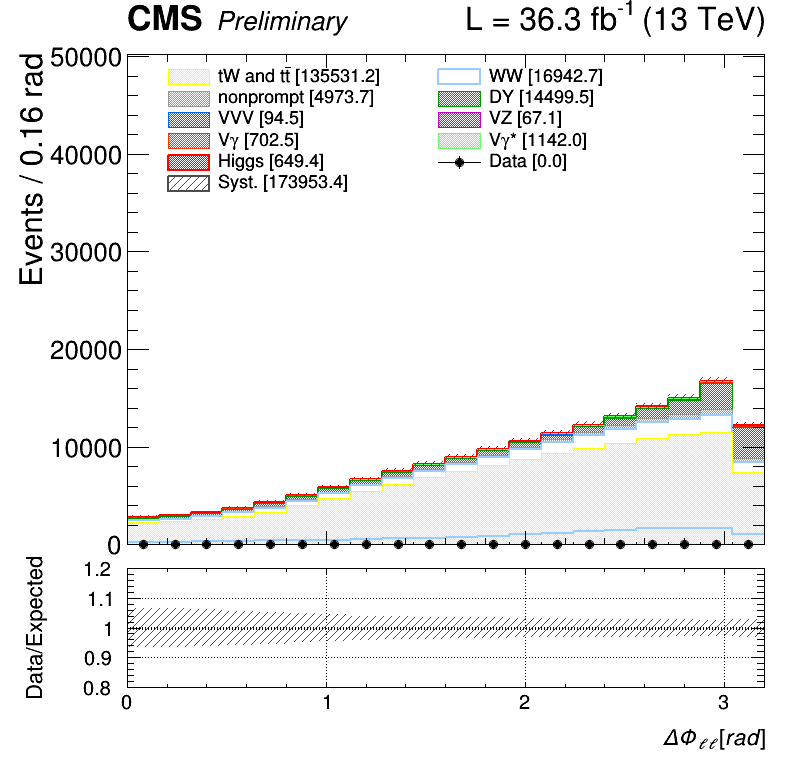 CMS Preliminary L = 36.3 fb⁻¹ (13 TeV)
Events / 0.16 rad
50000
40000
30000
20000
10000
0
tW and tt̄ [135531.2]
nonprompt [4973.7]
VVV [94.5]
Vγ [702.5]
Higgs [649.4]
Syst. [173953.4]
WW [16942.7]
DY [14499.5]
VZ [67.1]
Vγ* [1142.0]
Data [0.0]
Data/Expected
1.2
1.1
1
0.9
0.8
0 1 2 3
ΔΦℓℓ[rad]